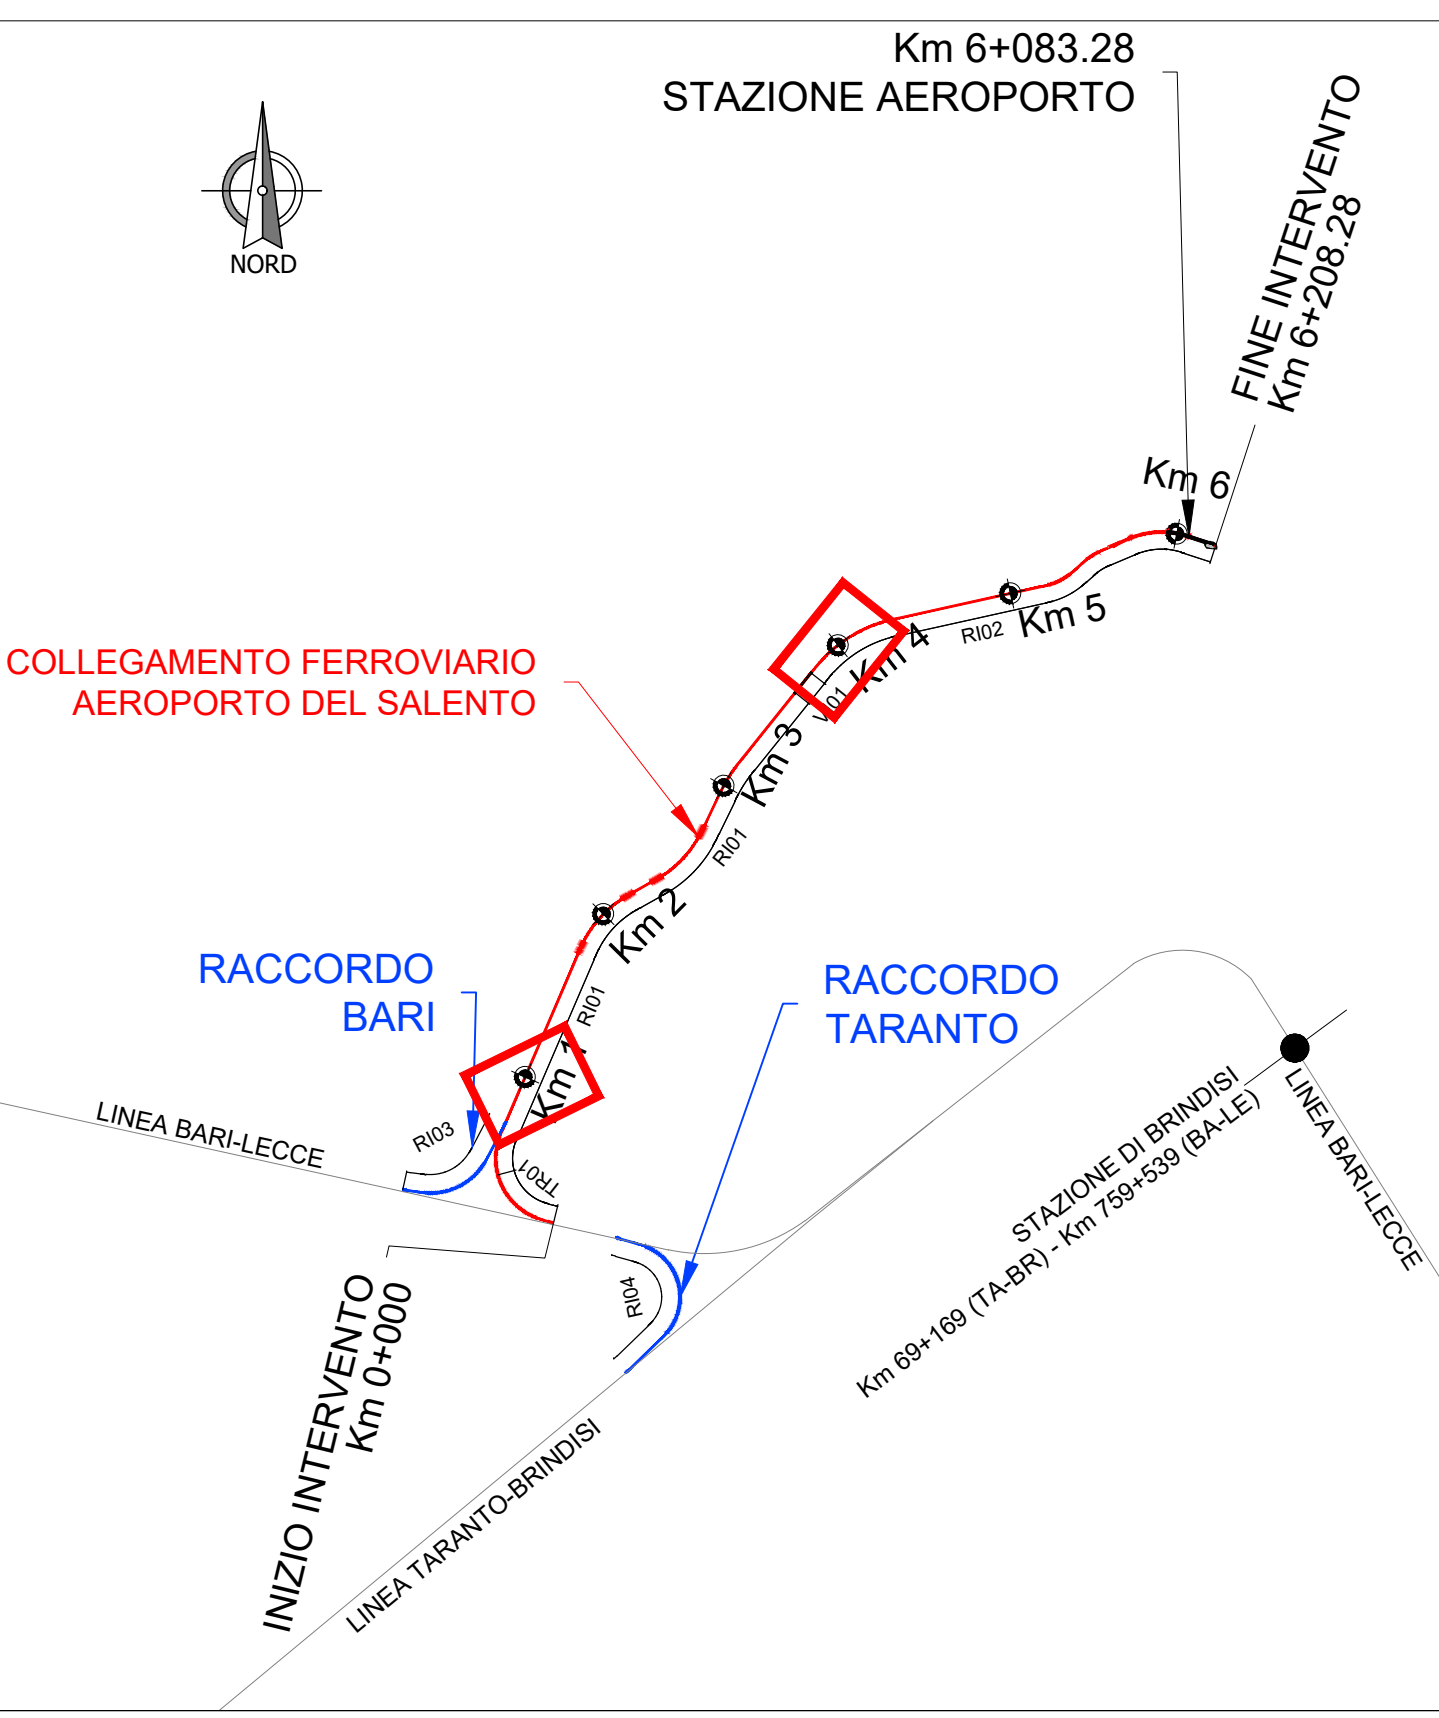 Km 6+083.28
STAZIONE AEROPORTO
FINE INTERVENTO
Km 6+208.28
NORD
Km 6
Km 5
RI02
Km 4
VI01
COLLEGAMENTO FERROVIARIO
AEROPORTO DEL SALENTO
Km 3
RI01
Km 2
RACCORDO
BARI
RI01
RACCORDO
TARANTO
Km 1
LINEA BARI-LECCE
RI03
TR01
STAZIONE DI BRINDISI
Km 69+169 (TA-BR) - Km 759+539 (BA-LE)
LINEA BARI-LECCE
RI04
INIZIO INTERVENTO
Km 0+000
LINEA TARANTO-BRINDISI